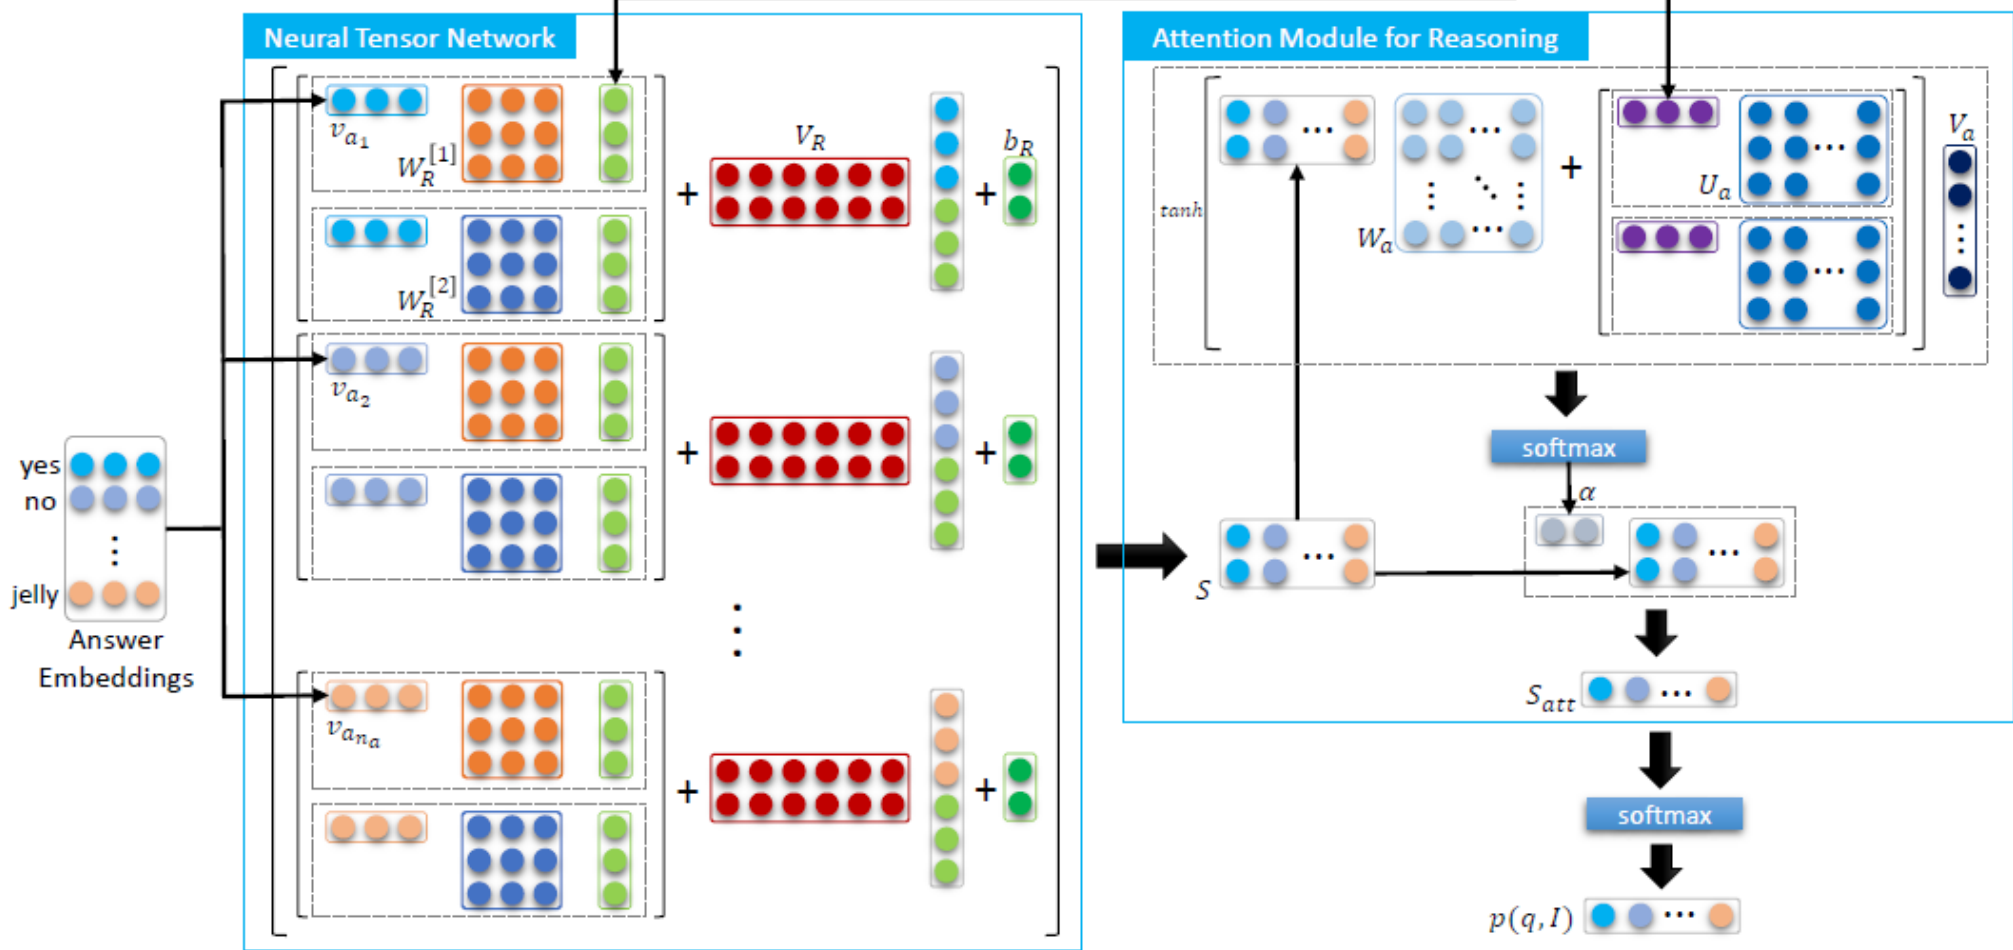 Neural Tensor Network
Attention Module for Reasoning
v_{a_1}
W_R^{[1]}
V_R
b_R
W_R^{[2]}
v_{a_2}
v_{a_{n_a}}
+
+
+
+
+
+
yes
no
⋮
jelly
Answer
Embeddings
⋮
tanh
...
W_a
...
⋮ ⋱ ⋮
...
+
U_a
...
...
V_a
⋮
softmax
α
S
...
...
S_{att}
...
softmax
p(q, I)
...